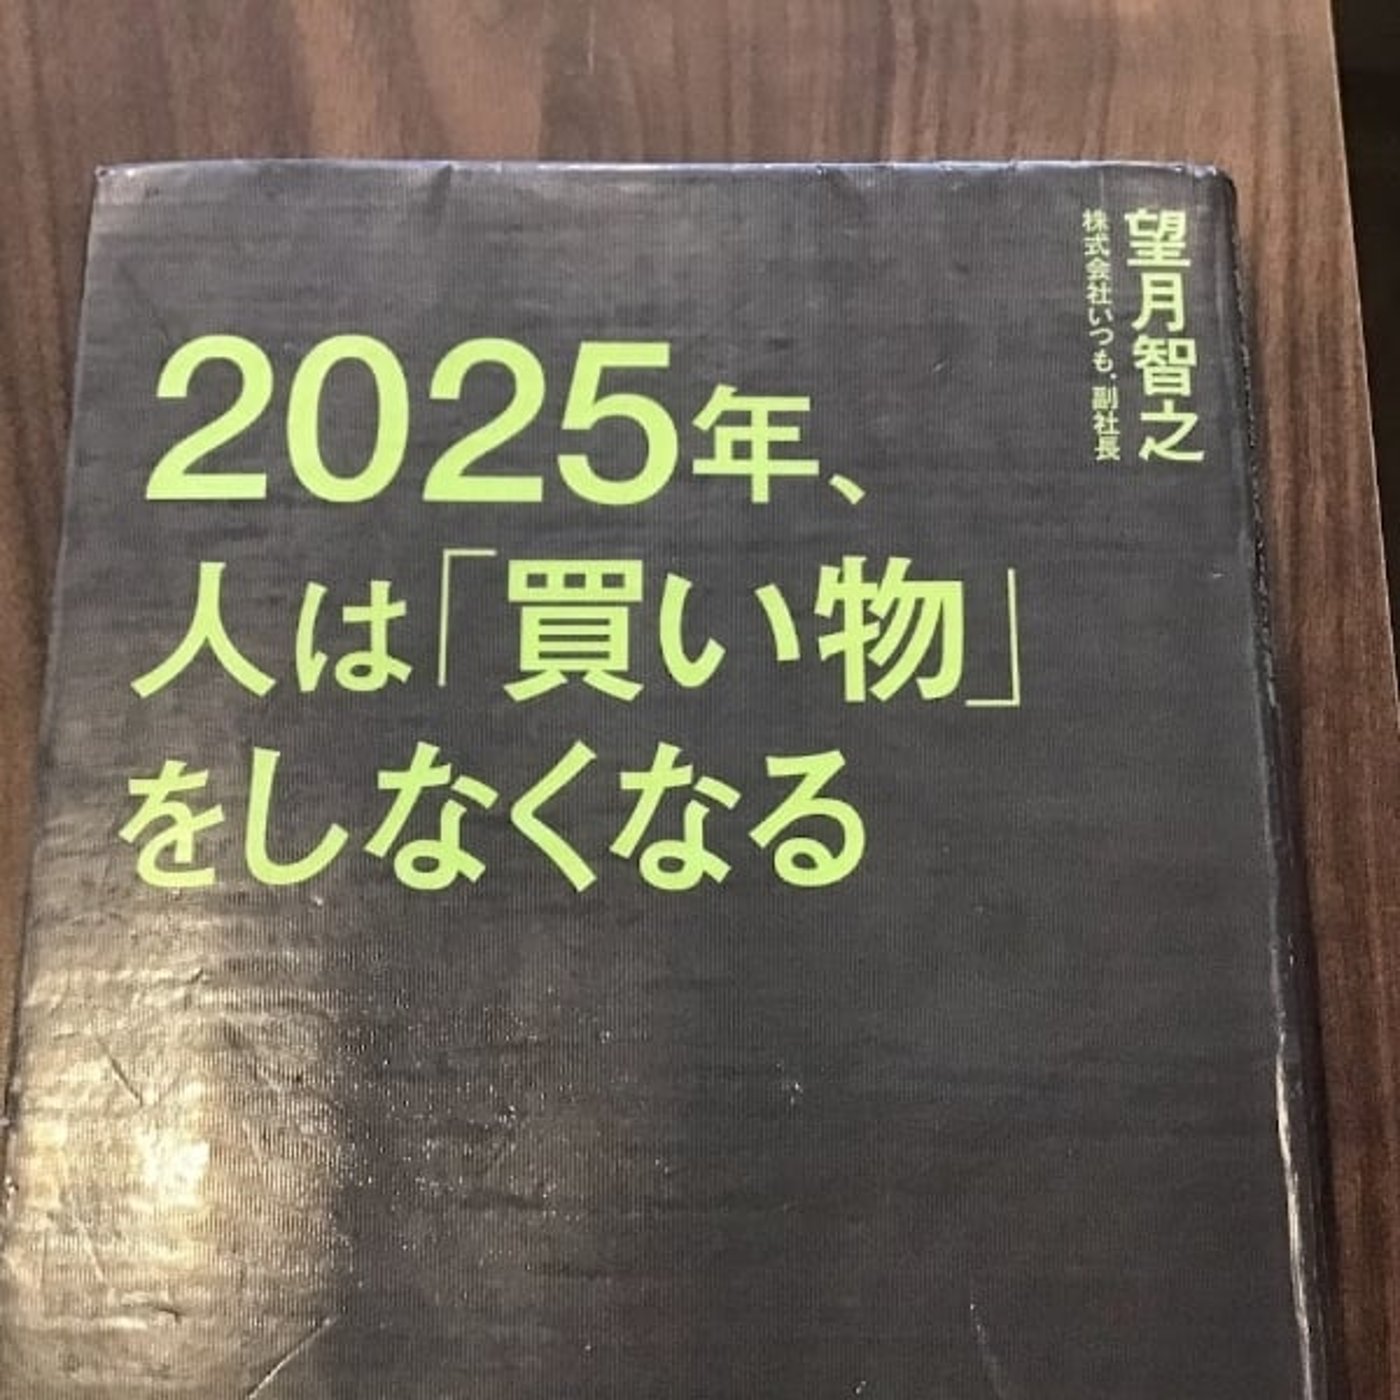 2025年、
人は「買い物」
をしなくなる
望月智之
株式会社いつも.副社長